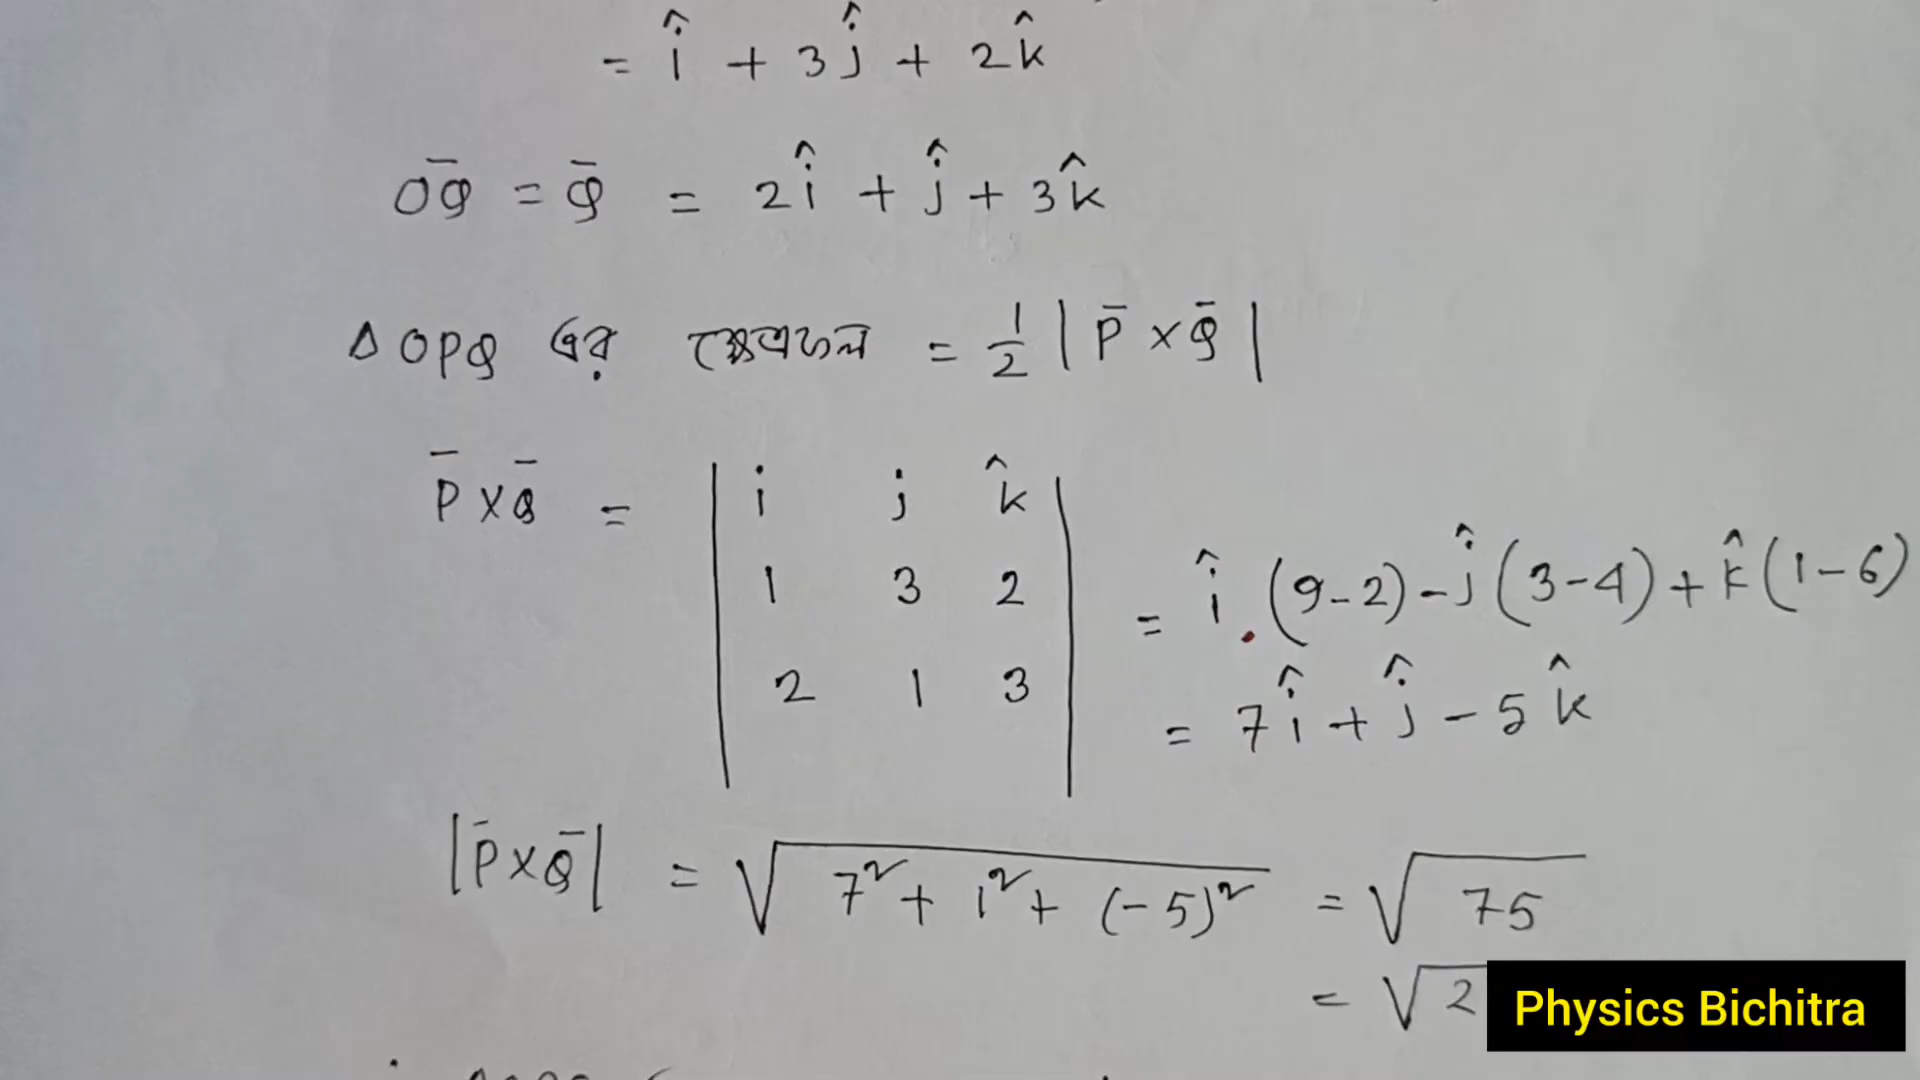 = î + 3ĵ + 2k̂
OQ̄ = Q̄ = 2î + ĵ + 3k̂
Δ OPQ এর ক্ষেত্রফল = 1/2 | P̄ × Q̄ |
P̄ × Q̄ = | i j k̂ |
| 1 3 2 |
| 2 1 3 |
= î . (9-2) - ĵ (3-4) + k̂ (1-6)
= 7î + ĵ - 5k̂
|P̄ × Q̄| = √(7² + 1² + (-5)²) = √75
= √2
Physics Bichitra